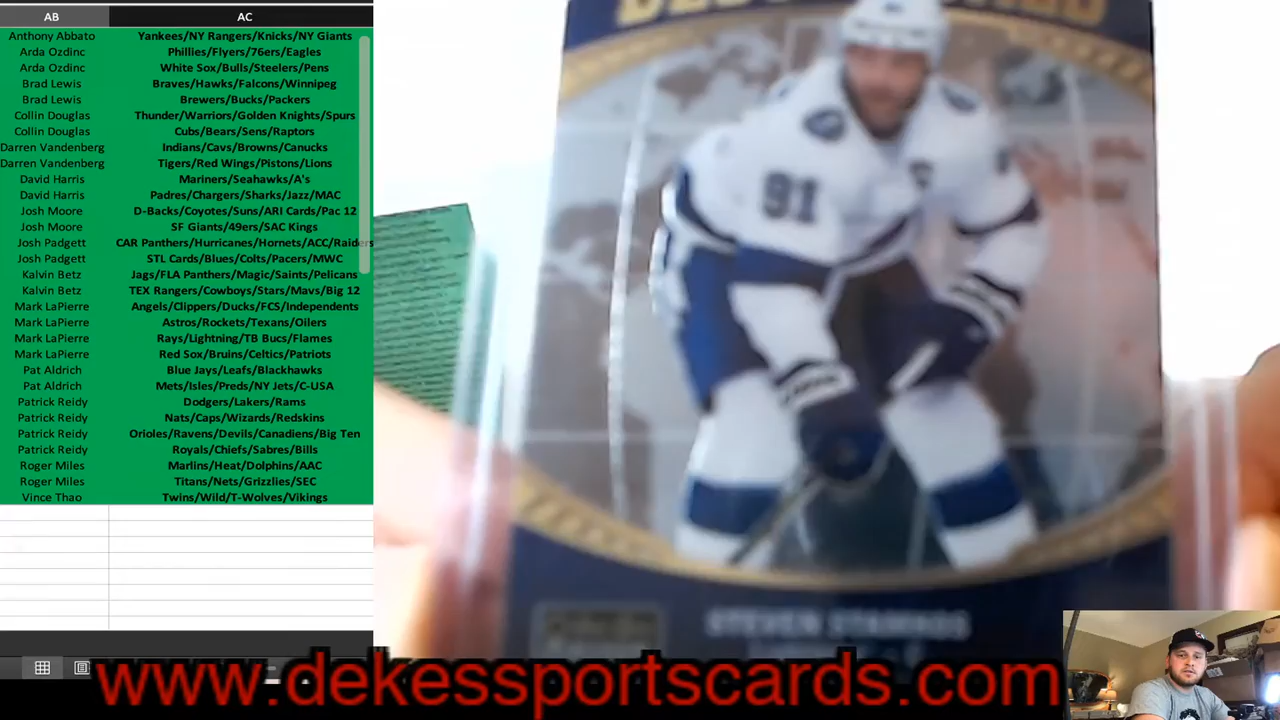 AB AC
Anthony Abbato Yankees/NY Rangers/Knicks/NY Giants
Arda Ozdinc Phillies/Flyers/76ers/Eagles
Arda Ozdinc White Sox/Bulls/Steelers/Pens
Brad Lewis Braves/Hawks/Falcons/Winnipeg
Brad Lewis Brewers/Bucks/Packers
Collin Douglas Thunder/Warriors/Golden Knights/Spurs
Collin Douglas Cubs/Bears/Sens/Raptors
Darren Vandenberg Indians/Cavs/Browns/Canucks
Darren Vandenberg Tigers/Red Wings/Pistons/Lions
David Harris Mariners/Seahawks/A's
David Harris Padres/Chargers/Sharks/Jazz/MAC
Josh Moore D-Backs/Coyotes/Suns/ARI Cards/Pac 12
Josh Moore SF Giants/49ers/SAC Kings
Josh Padgett CAR Panthers/Hurricanes/Hornets/ACC/Raiders
Josh Padgett STL Cards/Blues/Colts/Pacers/MWC
Kalvin Betz Jags/FLA Panthers/Magic/Saints/Pelicans
Kalvin Betz TEX Rangers/Cowboys/Stars/Mavs/Big 12
Mark LaPierre Angels/Clippers/Ducks/FCS/Independents
Mark LaPierre Astros/Rockets/Texans/Oilers
Mark LaPierre Rays/Lightning/TB Bucs/Flames
Mark LaPierre Red Sox/Bruins/Celtics/Patriots
Pat Aldrich Blue Jays/Leafs/Blackhawks
Pat Aldrich Mets/Isles/Preds/NY Jets/C-USA
Patrick Reidy Dodgers/Lakers/Rams
Patrick Reidy Nats/Caps/Wizards/Redskins
Patrick Reidy Orioles/Ravens/Devils/Canadiens/Big Ten
Patrick Reidy Royals/Chiefs/Sabres/Bills
Roger Miles Marlins/Heat/Dolphins/AAC
Roger Miles Titans/Nets/Grizzlies/SEC
Vince Thao Twins/Wild/T-Wolves/Vikings
91
STEVEN STAMKOS
www.dekessportscards.com